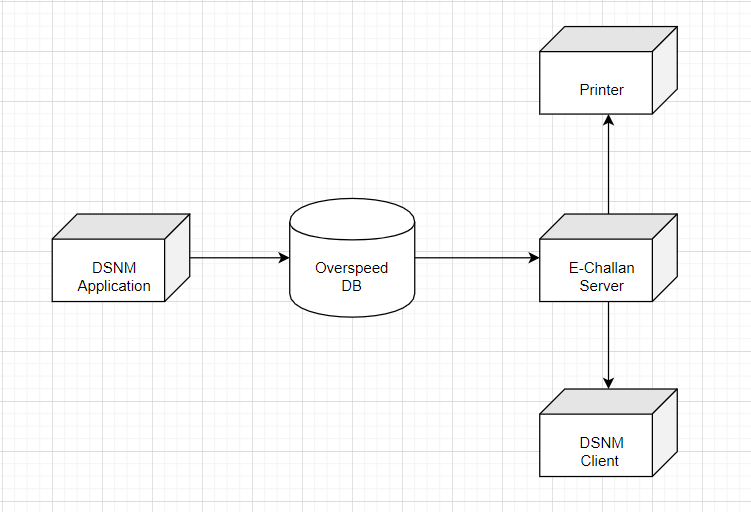 Printer
DSNM
Application
Overspeed
DB
E-Challan
Server
DSNM
Client